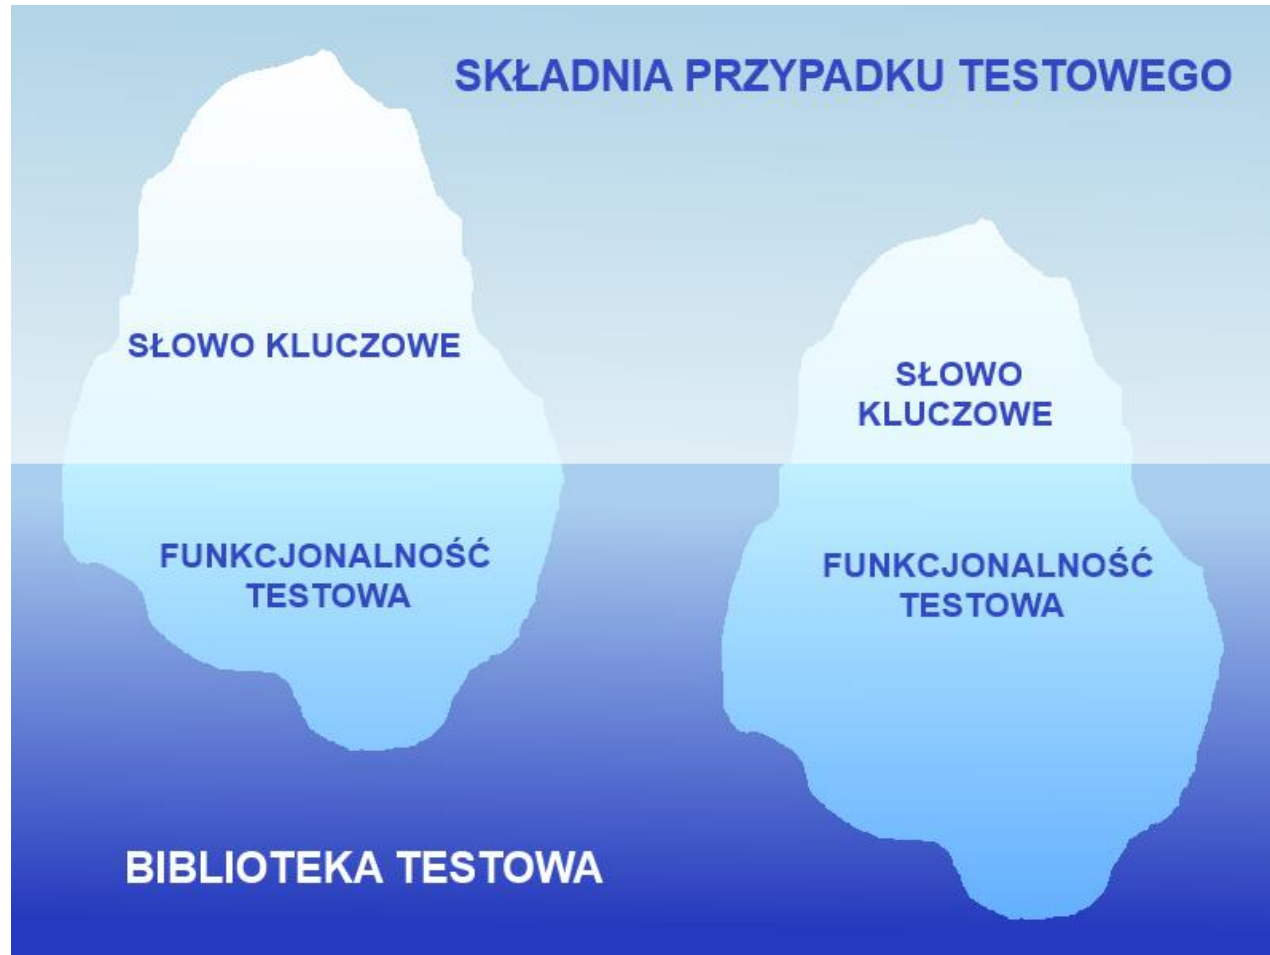 SKŁADNIA PRZYPADKU TESTOWEGO
SŁOWO KLUCZOWE
SŁOWO
KLUCZOWE
FUNKCJONALNOŚĆ
TESTOWA
FUNKCJONALNOŚĆ
TESTOWA
BIBLIOTEKA TESTOWA